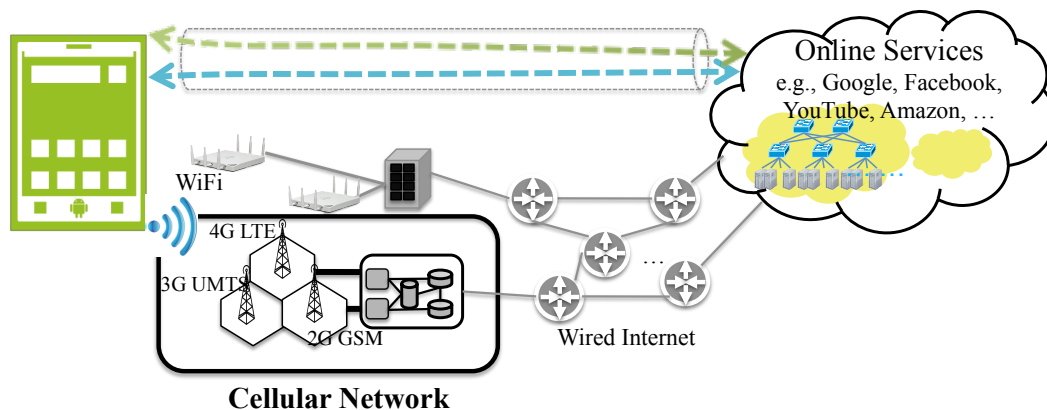 Online Services
e.g., Google, Facebook,
YouTube, Amazon, …
WiFi
4G LTE
3G UMTS
2G GSM
…
Wired Internet
Cellular Network